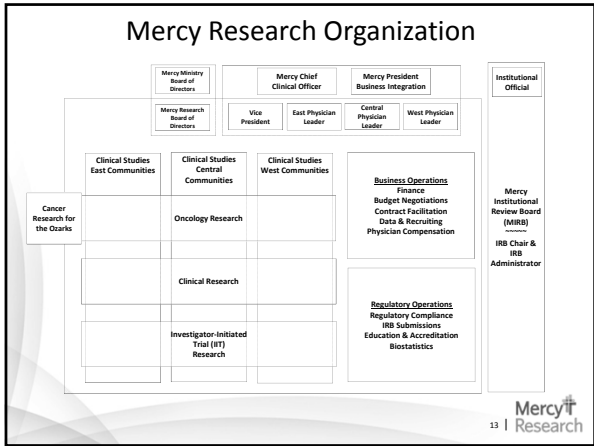 Mercy Research Organization
Mercy Ministry
Board of
Directors
Mercy Chief
Clinical Officer
Mercy President
Business Integration
Institutional
Official
Mercy Research
Board of
Directors
Vice
President
East Physician
Leader
Central
Physician
Leader
West Physician
Leader
Clinical Studies
East Communities
Clinical Studies
Central
Communities
Clinical Studies
West Communities
Business Operations
Finance
Budget Negotiations
Contract Facilitation
Data & Recruiting
Physician Compensation
Cancer
Research for
the Ozarks
Oncology Research
Mercy
Institutional
Review Board
(MIRB)
~~~~~
IRB Chair &
IRB
Administrator
Clinical Research
Regulatory Operations
Regulatory Compliance
IRB Submissions
Education & Accreditation
Biostatistics
Investigator-Initiated
Trial (IIT)
Research
13 |
Mercy
Research